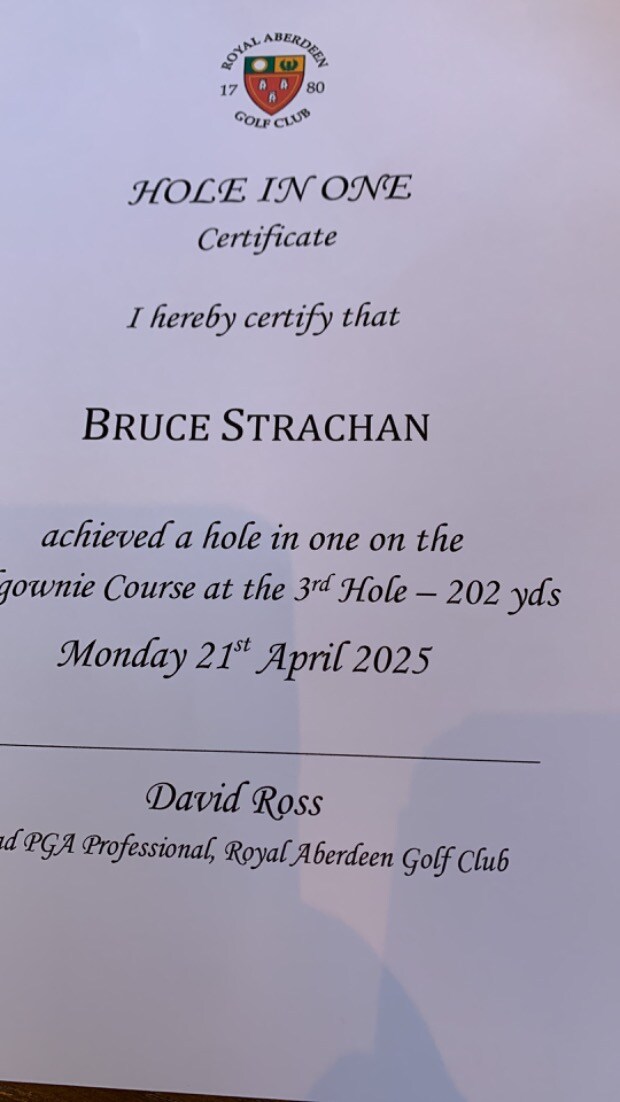 ROYAL ABERDEEN
17 80
GOLF CLUB
HOLE IN ONE
Certificate
I hereby certify that
BRUCE STRACHAN
achieved a hole in one on the
gownie Course at the 3rd Hole – 202 yds
Monday 21st April 2025
David Ross
ad PGA Professional, Royal Aberdeen Golf Club